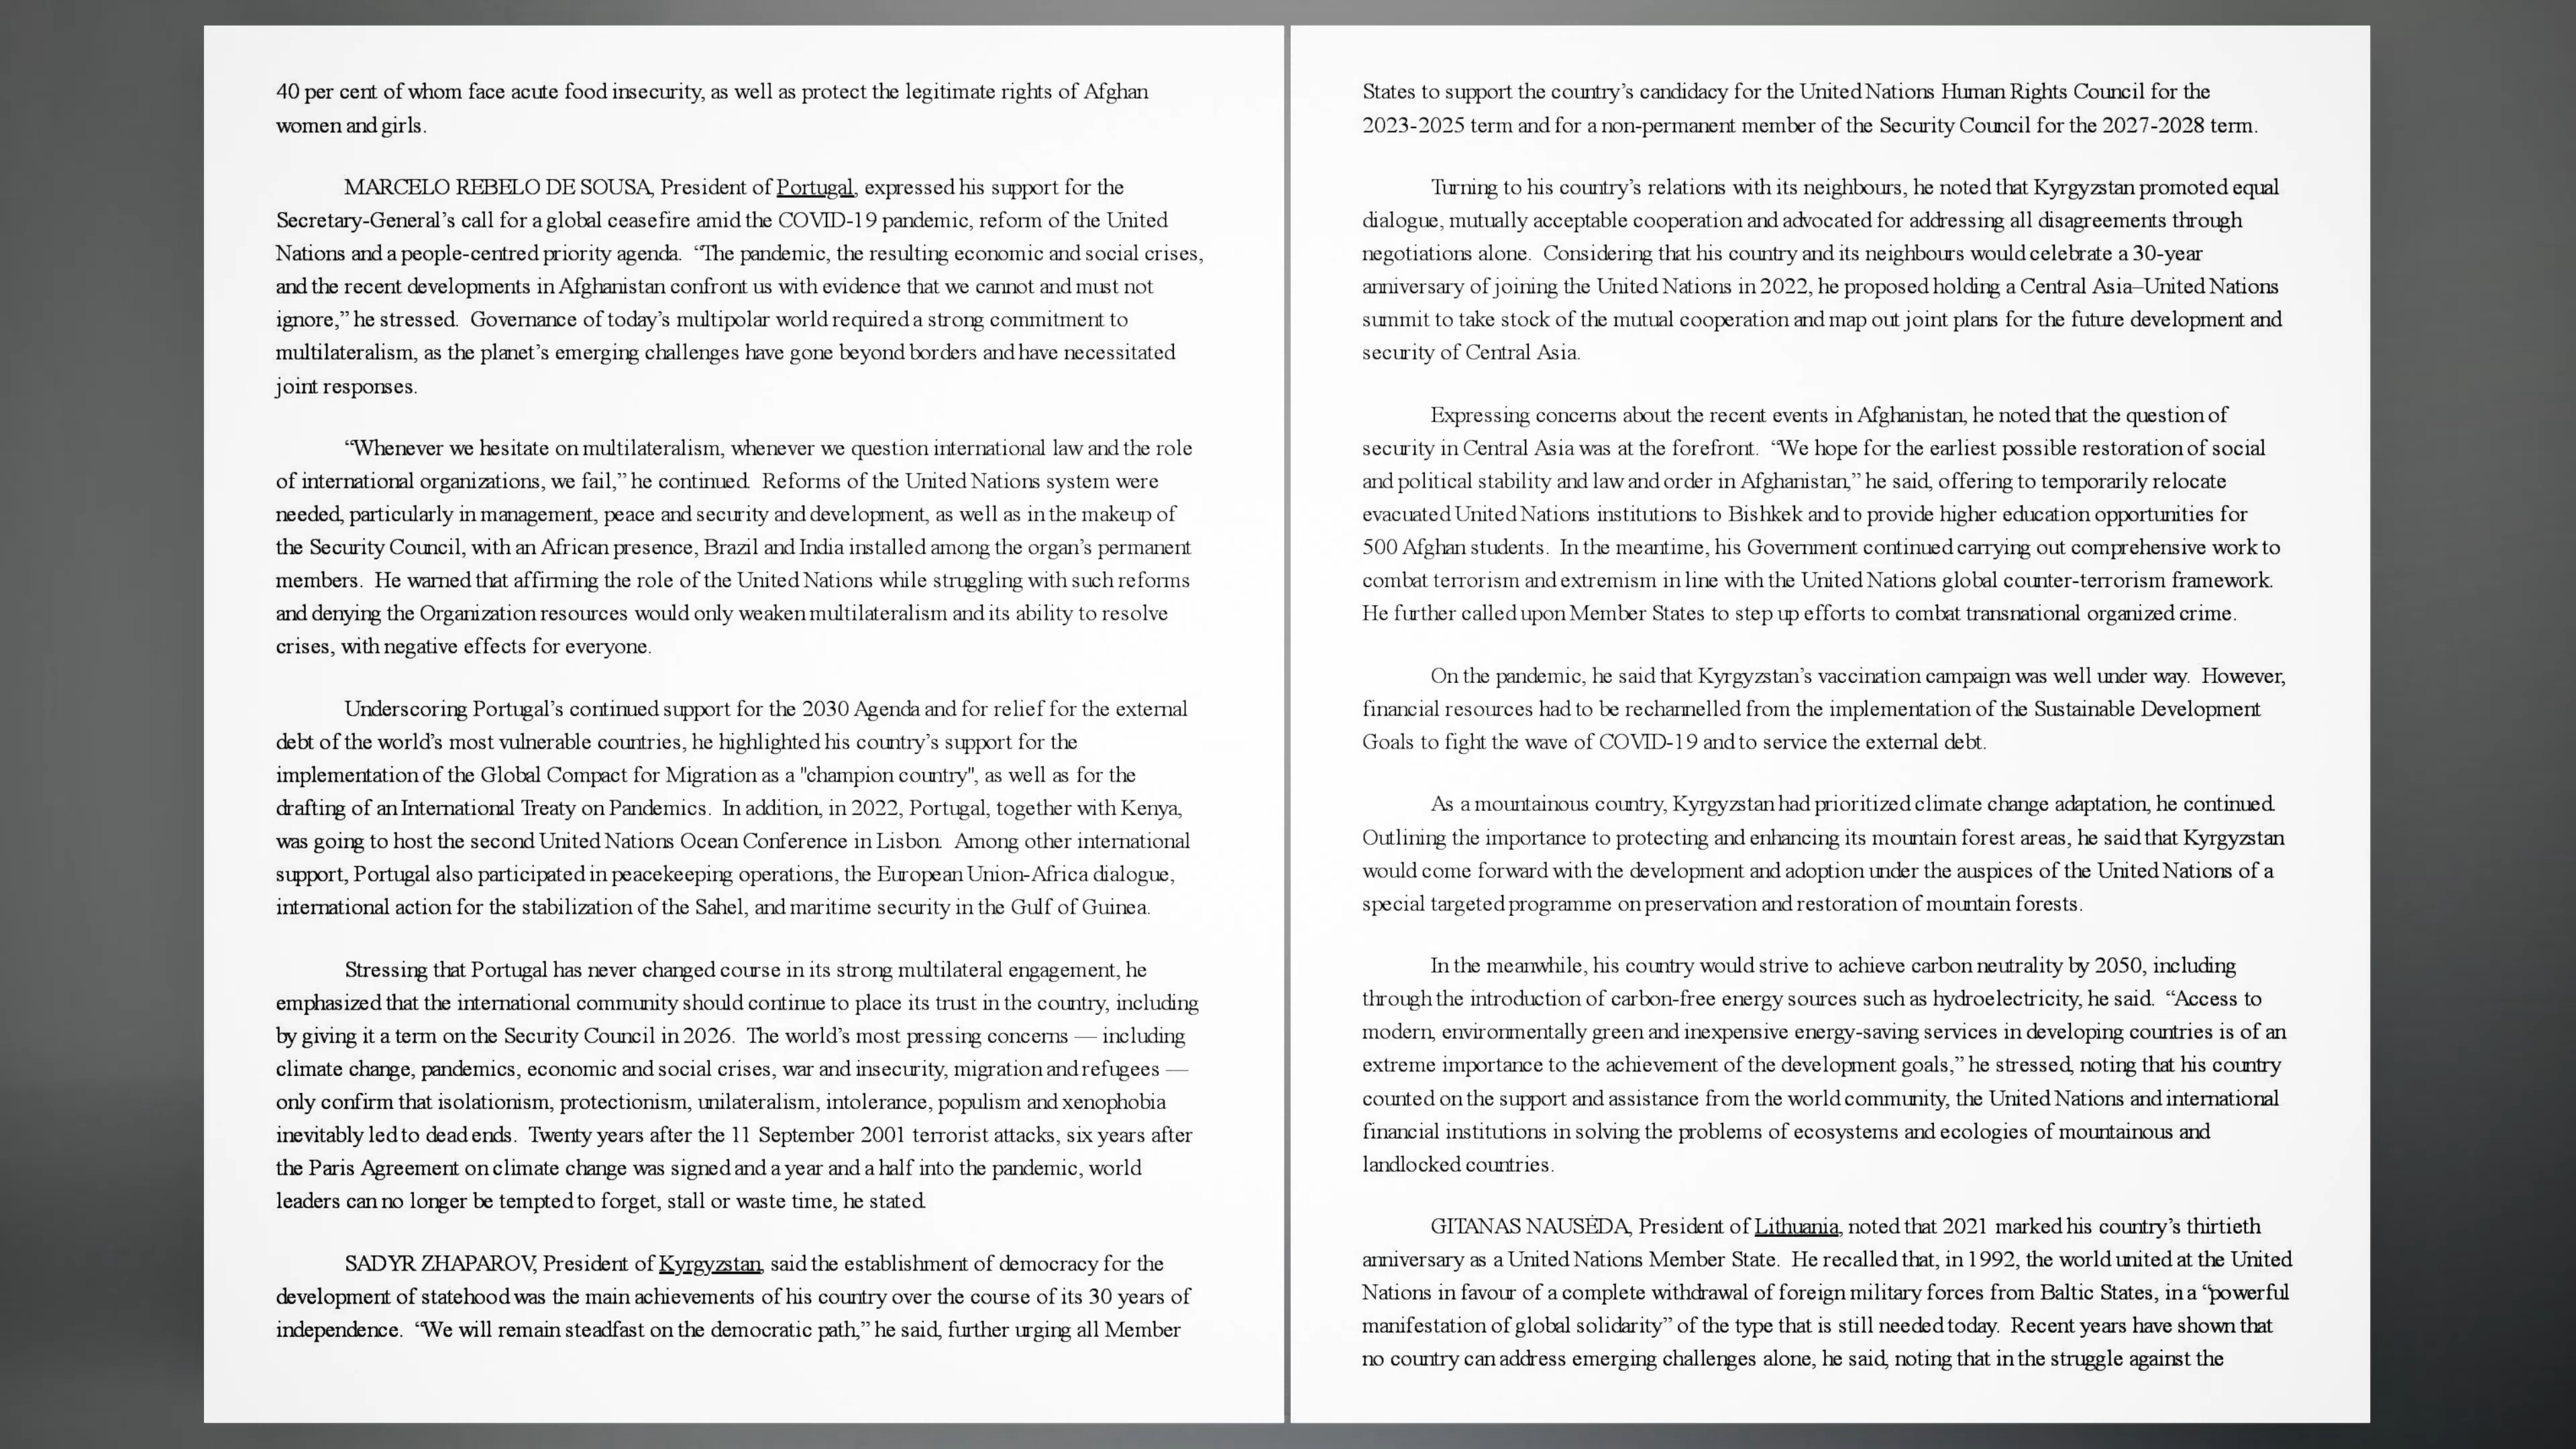 40 per cent of whom face acute food insecurity, as well as protect the legitimate rights of Afghan
women and girls.
MARCELO REBELO DE SOUSA, President of Portugal, expressed his support for the
Secretary-General’s call for a global ceasefire amid the COVID-19 pandemic, reform of the United
Nations and a people-centred priority agenda.  “The pandemic, the resulting economic and social crises,
and the recent developments in Afghanistan confront us with evidence that we cannot and must not
ignore,” he stressed.  Governance of today’s multipolar world required a strong commitment to
multilateralism, as the planet’s emerging challenges have gone beyond borders and have necessitated
joint responses.
“Whenever we hesitate on multilateralism, whenever we question international law and the role
of international organizations, we fail,” he continued.  Reforms of the United Nations system were
needed, particularly in management, peace and security and development, as well as in the makeup of
the Security Council, with an African presence, Brazil and India installed among the organ’s permanent
members.  He warned that affirming the role of the United Nations while struggling with such reforms
and denying the Organization resources would only weaken multilateralism and its ability to resolve
crises, with negative effects for everyone.
Underscoring Portugal’s continued support for the 2030 Agenda and for relief for the external
debt of the world’s most vulnerable countries, he highlighted his country’s support for the
implementation of the Global Compact for Migration as a "champion country", as well as for the
drafting of an International Treaty on Pandemics.  In addition, in 2022, Portugal, together with Kenya,
was going to host the second United Nations Ocean Conference in Lisbon.  Among other international
support, Portugal also participated in peacekeeping operations, the European Union-Africa dialogue,
international action for the stabilization of the Sahel, and maritime security in the Gulf of Guinea.
Stressing that Portugal has never changed course in its strong multilateral engagement, he
emphasized that the international community should continue to place its trust in the country, including
by giving it a term on the Security Council in 2026.  The world’s most pressing concerns — including
climate change, pandemics, economic and social crises, war and insecurity, migration and refugees —
only confirm that isolationism, protectionism, unilateralism, intolerance, populism and xenophobia
inevitably led to dead ends.  Twenty years after the 11 September 2001 terrorist attacks, six years after
the Paris Agreement on climate change was signed and a year and a half into the pandemic, world
leaders can no longer be tempted to forget, stall or waste time, he stated.
SADYR ZHAPAROV, President of Kyrgyzstan, said the establishment of democracy for the
development of statehood was the main achievements of his country over the course of its 30 years of
independence.  “We will remain steadfast on the democratic path,” he said, further urging all Member
States to support the country’s candidacy for the United Nations Human Rights Council for the
2023-2025 term and for a non-permanent member of the Security Council for the 2027-2028 term.
Turning to his country’s relations with its neighbours, he noted that Kyrgyzstan promoted equal
dialogue, mutually acceptable cooperation and advocated for addressing all disagreements through
negotiations alone.  Considering that his country and its neighbours would celebrate a 30-year
anniversary of joining the United Nations in 2022, he proposed holding a Central Asia–United Nations
summit to take stock of the mutual cooperation and map out joint plans for the future development and
security of Central Asia.
Expressing concerns about the recent events in Afghanistan, he noted that the question of
security in Central Asia was at the forefront.  “We hope for the earliest possible restoration of social
and political stability and law and order in Afghanistan,” he said, offering to temporarily relocate
evacuated United Nations institutions to Bishkek and to provide higher education opportunities for
500 Afghan students.  In the meantime, his Government continued carrying out comprehensive work to
combat terrorism and extremism in line with the United Nations global counter-terrorism framework.
He further called upon Member States to step up efforts to combat transnational organized crime.
On the pandemic, he said that Kyrgyzstan’s vaccination campaign was well under way.  However,
financial resources had to be rechannelled from the implementation of the Sustainable Development
Goals to fight the wave of COVID-19 and to service the external debt.
As a mountainous country, Kyrgyzstan had prioritized climate change adaptation, he continued.
Outlining the importance to protecting and enhancing its mountain forest areas, he said that Kyrgyzstan
would come forward with the development and adoption under the auspices of the United Nations of a
special targeted programme on preservation and restoration of mountain forests.
In the meanwhile, his country would strive to achieve carbon neutrality by 2050, including
through the introduction of carbon-free energy sources such as hydroelectricity, he said.  “Access to
modern, environmentally green and inexpensive energy-saving services in developing countries is of an
extreme importance to the achievement of the development goals,” he stressed, noting that his country
counted on the support and assistance from the world community, the United Nations and international
financial institutions in solving the problems of ecosystems and ecologies of mountainous and
landlocked countries.
GITANAS NAUSĖDA, President of Lithuania, noted that 2021 marked his country’s thirtieth
anniversary as a United Nations Member State.  He recalled that, in 1992, the world united at the United
Nations in favour of a complete withdrawal of foreign military forces from Baltic States, in a “powerful
manifestation of global solidarity” of the type that is still needed today.  Recent years have shown that
no country can address emerging challenges alone, he said, noting that in the struggle against the